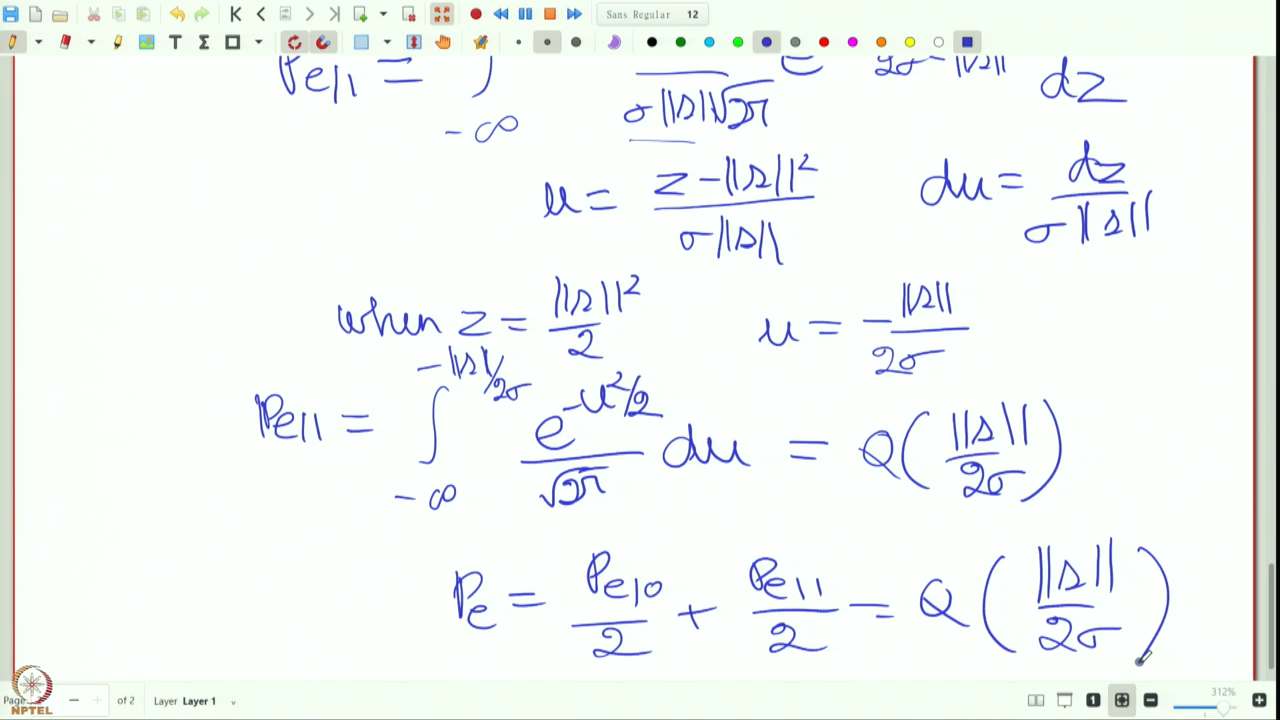 Sans Regular 12
Pe|1 = ∫ -∞ 1/(σ||s||√2π) e dz
u = (z - ||s||²)/(σ||s||) du = dz/(σ||s||)
when z = ||s||²/2 u = -||s||/2σ
Pe|1 = ∫_{-∞}^{-||s||/2σ} e^{-u²/2}/√2π du = Q(||s||/2σ)
Pe = Pe|0/2 + Pe|1/2 = Q(||s||/2σ)
NPTEL
Page of 2 Layer Layer 1 1 312%